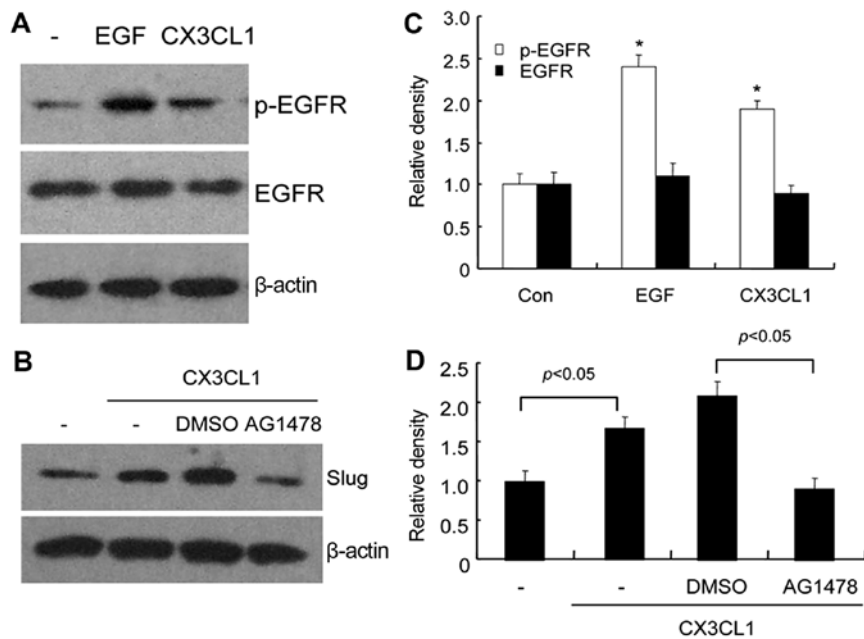 A
- EGF CX3CL1
p-EGFR
EGFR
β-actin
B
CX3CL1
- - DMSO AG1478
Slug
β-actin
C
p-EGFR
EGFR
Relative density
3.0
2.5
2.0
1.5
1.0
0.5
0
*
*
Con EGF CX3CL1
D
Relative density
2.5
2.0
1.5
1.0
0.5
0
p<0.05
p<0.05
- - DMSO AG1478
CX3CL1